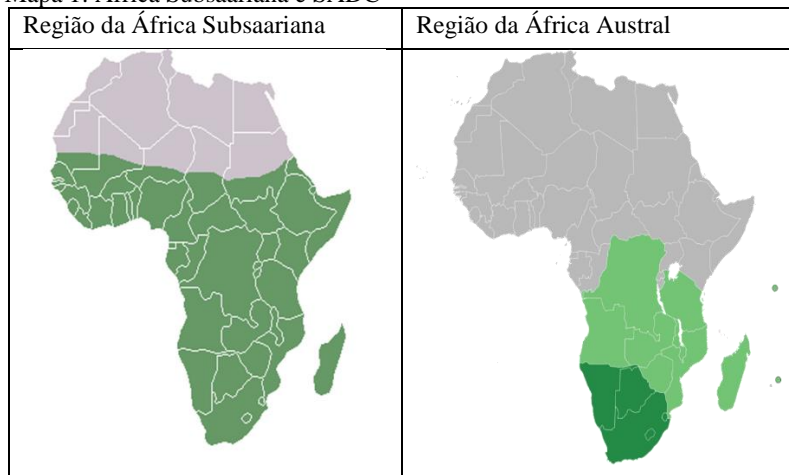 Mapa 1: África Subsaariana e SADC
Região da África Subsaariana
Região da África Austral